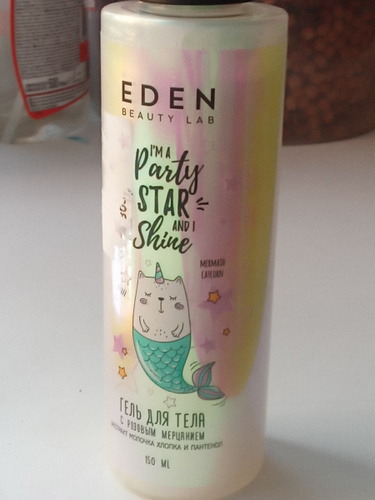 EDEN
BEAUTY LAB
I'M A
Party
STAR
AND I
Shine
MERMAID
CATCORN
ГЕЛЬ ДЛЯ ТЕЛА
С РОЗОВЫМ МЕРЦАНИЕМ
МОЛОЧКА ХЛОПКА И ПАНТЕНОЛ
150 ML